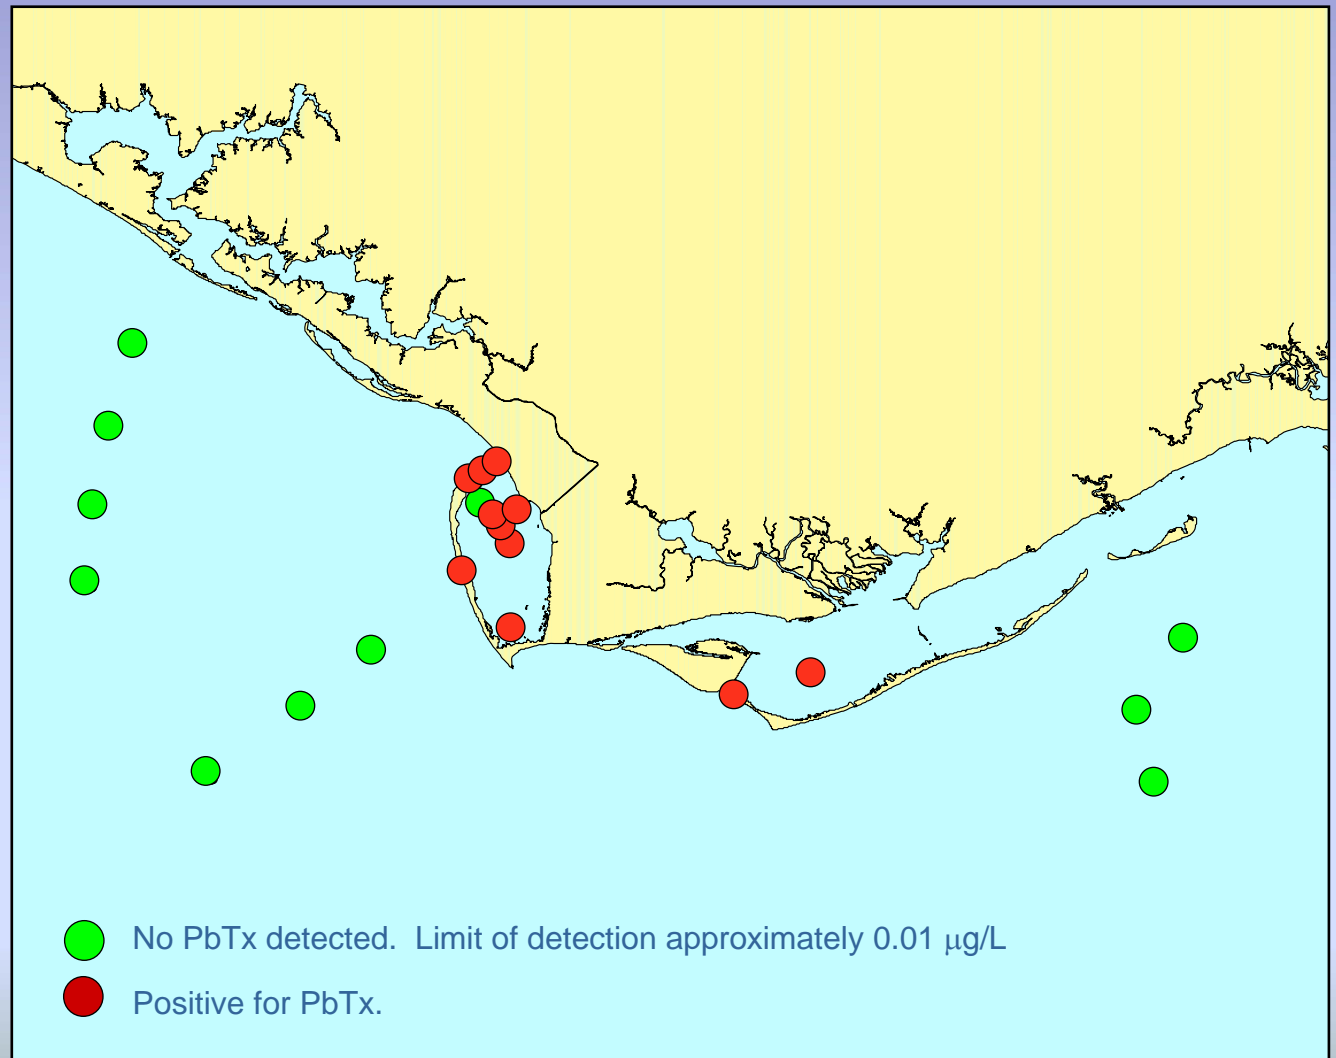 No PbTx detected.  Limit of detection approximately 0.01 μg/L
Positive for PbTx.